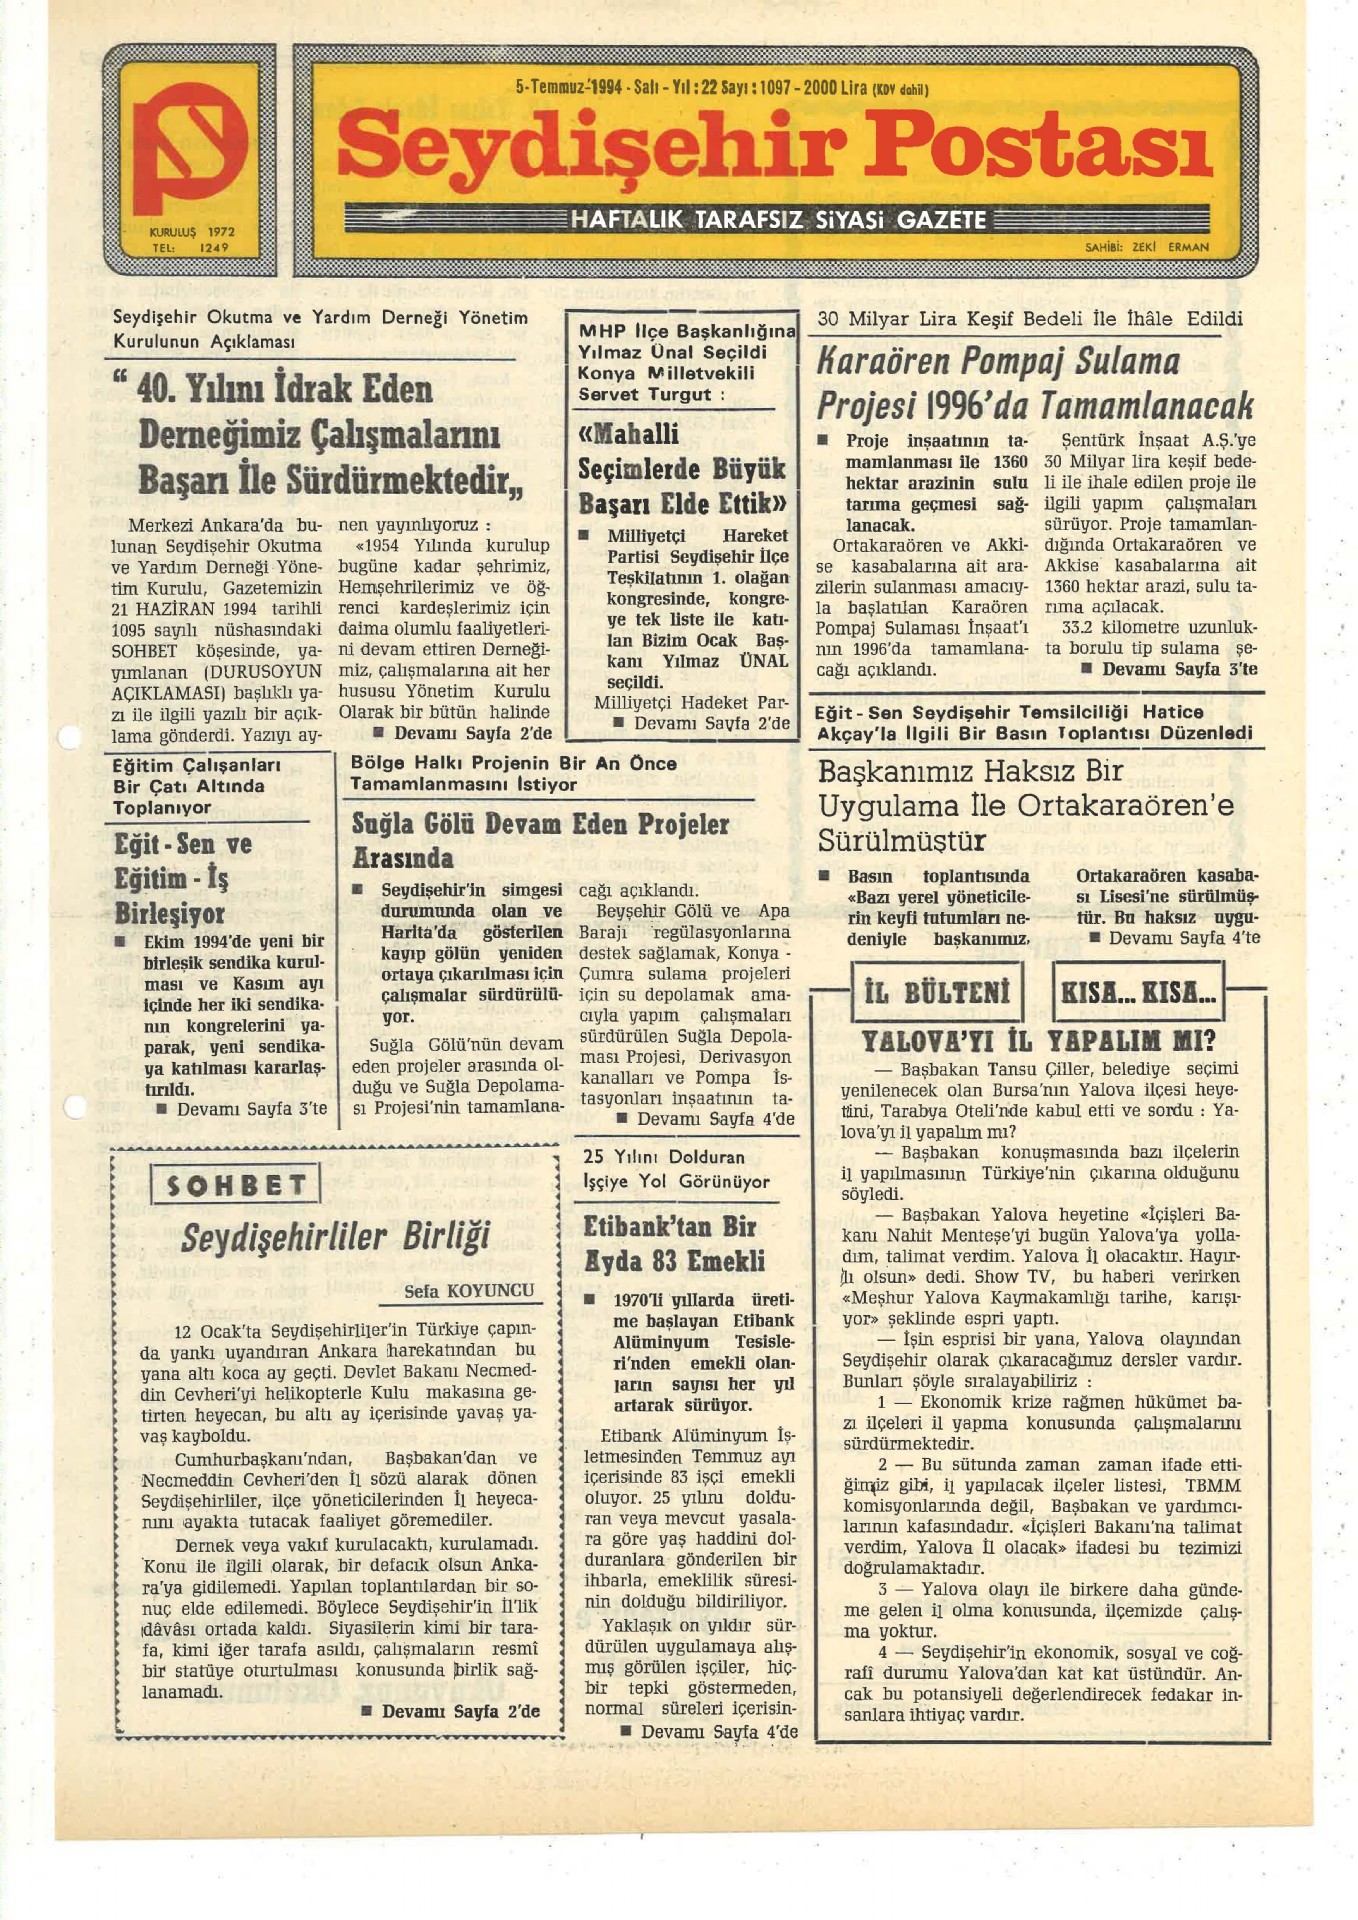 5-Temmuz-1994 - Salı - Yıl : 22 Sayı : 1097 - 2000 Lira (KDV dahil)
Seydişehir Postası
HAFTALIK TARAFSIZ SİYASİ GAZETE
KURULUŞ 1972
TEL: 1249
SAHİBİ: ZEKİ ERMAN
Seydişehir Okutma ve Yardım Derneği Yönetim
Kurulunun Açıklaması
“ 40. Yılını İdrak Eden
Derneğimiz Çalışmalarını
Başarı İle Sürdürmektedir„
Merkezi Ankara'da bu-
lunan Seydişehir Okutma
ve Yardım Derneği Yöne-
tim Kurulu, Gazetemizin
21 HAZİRAN 1994 tarihli
1095 sayılı nüshasındaki
SOHBET köşesinde, ya-
yımlanan (DURUSOYUN
AÇIKLAMASI) başlıklı ya-
zı ile ilgili yazılı bir açık-
lama gönderdi. Yazıyı ay-
nen yayınlıyoruz :
«1954 Yılında kurulup
bugüne kadar şehrimiz,
Hemşehrilerimiz ve öğ-
renci kardeşlerimiz için
daima olumlu faaliyetleri-
ni devam ettiren Derneği-
miz, çalışmalarına ait her
hususu Yönetim Kurulu
Olarak bir bütün halinde
■ Devamı Sayfa 2'de
MHP İlçe Başkanlığına
Yılmaz Ünal Seçildi
Konya Milletvekili
Servet Turgut :
«Mahalli
Seçimlerde Büyük
Başarı Elde Ettik»
■ Milliyetçi Hareket
Partisi Seydişehir İlçe
Teşkilatının 1. olağan
kongresinde, kongre-
ye tek liste ile katı-
lan Bizim Ocak Baş-
kanı Yılmaz ÜNAL
seçildi.
Milliyetçi Hadeket Par-
■ Devamı Sayfa 2'de
30 Milyar Lira Keşif Bedeli İle İhâle Edildi
Karaören Pompaj Sulama
Projesi 1996'da Tamamlanacak
■ Proje inşaatının ta-
mamlanması ile 1360
hektar arazinin sulu
tarıma geçmesi sağ-
lanacak.
Ortakaraören ve Akki-
se kasabalarına ait ara-
zilerin sulanması amacıy-
la başlatılan Karaören
Pompaj Sulaması İnşaat'ı
nın 1996'da tamamlana-
cağı açıklandı.
Şentürk İnşaat A.Ş.'ye
30 Milyar lira keşif bede-
li ile ihale edilen proje ile
ilgili yapım çalışmaları
sürüyor. Proje tamamlan-
dığında Ortakaraören ve
Akkise kasabalarına ait
1360 hektar arazi, sulu ta-
rıma açılacak.
33.2 kilometre uzunluk-
ta borulu tip sulama şe-
■ Devamı Sayfa 3'te
Eğit-Sen Seydişehir Temsilciliği Hatice
Akçay'la İlgili Bir Basın Toplantısı Düzenledi
Başkanımız Haksız Bir
Uygulama İle Ortakaraören'e
Sürülmüştür
■ Basın toplantısında
«Bazı yerel yöneticile-
rin keyfi tutumları ne-
deniyle başkanımız,
Ortakaraören kasaba-
sı Lisesi'ne sürülmüş-
tür. Bu haksız uygu-
■ Devamı Sayfa 4'te
Eğitim Çalışanları
Bir Çatı Altında
Toplanıyor
Eğit - Sen ve
Eğitim - İş
Birleşiyor
■ Ekim 1994'de yeni bir
birleşik sendika kurul-
ması ve Kasım ayı
içinde her iki sendika-
nın kongrelerini ya-
parak, yeni sendika-
ya katılması kararlaş-
tırıldı.
■ Devamı Sayfa 3'te
Bölge Halkı Projenin Bir An Önce
Tamamlanmasını İstiyor
Suğla Gölü Devam Eden Projeler
Arasında
■ Seydişehir'in simgesi
durumunda olan ve
Harita'da gösterilen
kayıp gölün yeniden
ortaya çıkarılması için
çalışmalar sürdürülü-
yor.
Suğla Gölü'nün devam
eden projeler arasında ol-
duğu ve Suğla Depolama-
sı Projesi'nin tamamlana-
cağı açıklandı.
Beyşehir Gölü ve Apa
Barajı regülasyonlarına
destek sağlamak, Konya -
Çumra sulama projeleri
için su depolamak ama-
cıyla yapım çalışmaları
sürdürülen Suğla Depola-
ması Projesi, Derivasyon
kanalları ve Pompa İs-
tasyonları inşaatının ta-
■ Devamı Sayfa 4'de
SOHBET
Seydişehirliler Birliği
Sefa KOYUNCU
12 Ocak'ta Seydişehirliler'in Türkiye çapın-
da yankı uyandıran Ankara harekatından bu
yana altı koca ay geçti. Devlet Bakanı Necmed-
din Cevheri'yi helikopterle Kulu makasına ge-
tirten heyecan, bu altı ay içerisinde yavaş ya-
vaş kayboldu.
Cumhurbaşkanı'ndan, Başbakan'dan ve
Necmeddin Cevheri'den İl sözü alarak dönen
Seydişehirliler, ilçe yöneticilerinden İl heyeca-
nını ayakta tutacak faaliyet göremediler.
Dernek veya vakıf kurulacaktı, kurulamadı.
Konu ile ilgili olarak, bir defacık olsun Anka-
ra'ya gidilemedi. Yapılan toplantılardan bir so-
nuç elde edilemedi. Böylece Seydişehir'in İl'lik
dâvâsı ortada kaldı. Siyasilerin kimi bir tara-
fa, kimi iğer tarafa asıldı, çalışmaların resmî
bir statüye oturtulması konusunda birlik sağ-
lanamadı.
■ Devamı Sayfa 2'de
25 Yılını Dolduran
İşçiye Yol Görünüyor
Etibank'tan Bir
Ayda 83 Emekli
■ 1970'li yıllarda üreti-
me başlayan Etibank
Alüminyum Tesisle-
ri'nden emekli olan-
ların sayısı her yıl
artarak sürüyor.
Etibank Alüminyum İş-
letmesinden Temmuz ayı
içerisinde 83 işçi emekli
oluyor. 25 yılını doldu-
ran veya mevcut yasala-
ra göre yaş haddini dol-
duranlara gönderilen bir
ihbarla, emeklilik süresi-
nin dolduğu bildiriliyor.
Yaklaşık on yıldır sür-
dürülen uygulamaya alış-
mış görülen işçiler, hiç-
bir tepki göstermeden,
normal süreleri içerisin-
■ Devamı Sayfa 4'de
İL BÜLTENİ
KISA... KISA...
YALOVA'YI İL YAPALIM MI?
— Başbakan Tansu Çiller, belediye seçimi
yenilenecek olan Bursa'nın Yalova ilçesi heye-
tini, Tarabya Oteli'nde kabul etti ve sordu : Ya-
lova'yı il yapalım mı?
— Başbakan konuşmasında bazı ilçelerin
il yapılmasının Türkiye'nin çıkarına olduğunu
söyledi.
— Başbakan Yalova heyetine «İçişleri Ba-
kanı Nahit Menteşe'yi bugün Yalova'ya yolla-
dım, talimat verdim. Yalova İl olacaktır. Hayır-
lı olsun» dedi. Show TV, bu haberi verirken
«Meşhur Yalova Kaymakamlığı tarihe, karışı-
yor» şeklinde espri yaptı.
— İşin esprisi bir yana, Yalova olayından
Seydişehir olarak çıkaracağımız dersler vardır.
Bunları şöyle sıralayabiliriz :
1 — Ekonomik krize rağmen hükümet ba-
zı ilçeleri il yapma konusunda çalışmalarını
sürdürmektedir.
2 — Bu sütunda zaman zaman ifade etti-
ğimiz gibi, il yapılacak ilçeler listesi, TBMM
komisyonlarında değil, Başbakan ve yardımcı-
larının kafasındadır. «İçişleri Bakanı'na talimat
verdim, Yalova İl olacak» ifadesi bu tezimizi
doğrulamaktadır.
3 — Yalova olayı ile birkere daha günde-
me gelen il olma konusunda, ilçemizde çalış-
ma yoktur.
4 — Seydişehir'in ekonomik, sosyal ve coğ-
rafi durumu Yalova'dan kat kat üstündür. An-
cak bu potansiyeli değerlendirecek fedakar in-
sanlara ihtiyaç vardır.